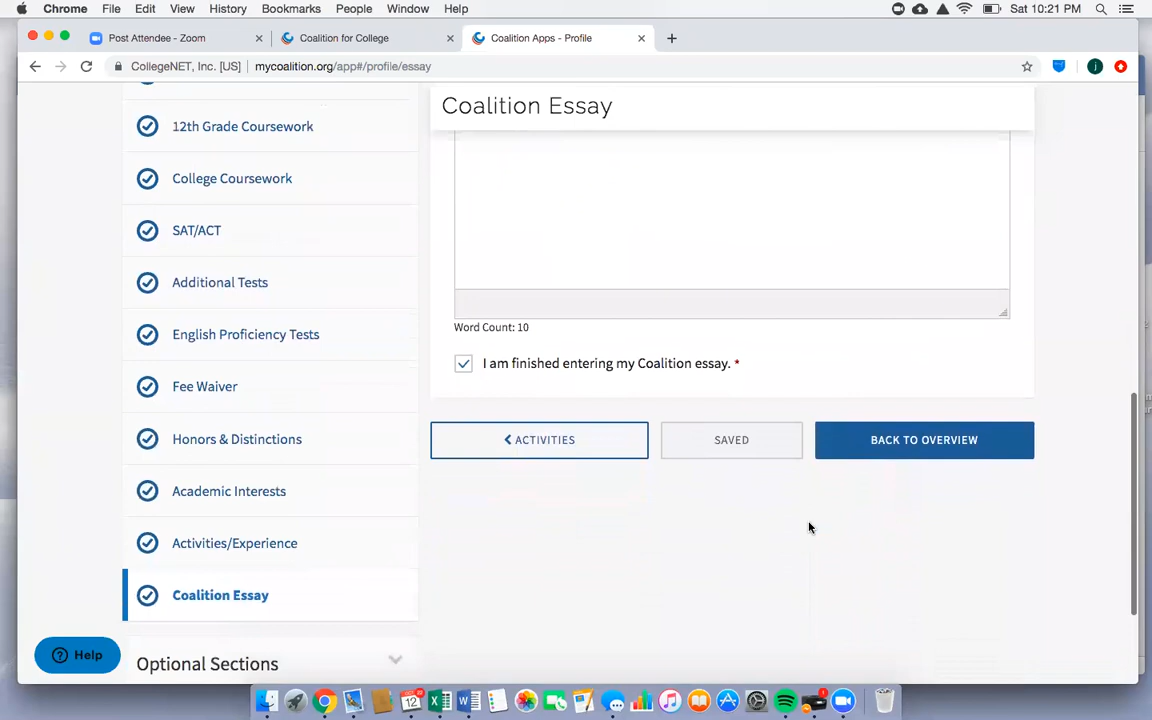 Chrome File Edit View History Bookmarks People Window Help Sat 10:21 PM
Post Attendee - Zoom
Coalition for College
Coalition Apps - Profile
CollegeNET, Inc. [US] mycoalition.org/app#/profile/essay
Coalition Essay
12th Grade Coursework
College Coursework
SAT/ACT
Additional Tests
English Proficiency Tests
Fee Waiver
Honors & Distinctions
Academic Interests
Activities/Experience
Coalition Essay
Optional Sections
Help
Word Count: 10
I am finished entering my Coalition essay. *
ACTIVITIES
SAVED
BACK TO OVERVIEW